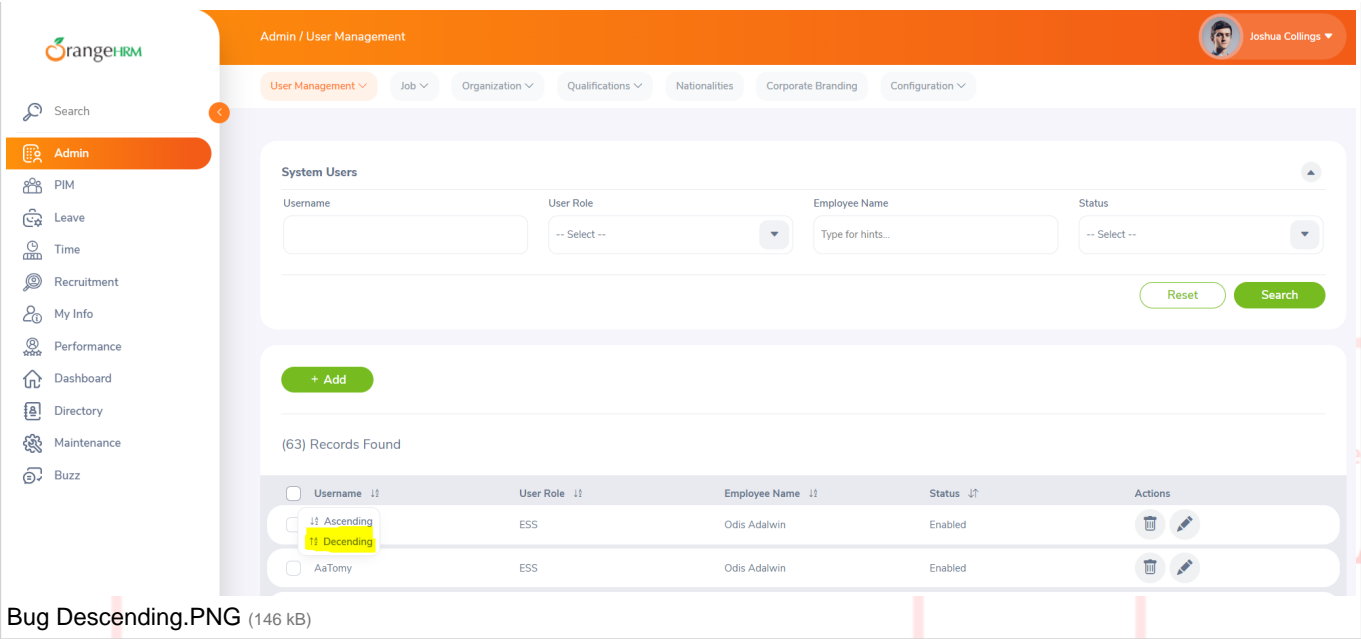 OrangeHRM
Admin / User Management
Joshua Collings
User Management
Job
Organization
Qualifications
Nationalities
Corporate Branding
Configuration
Search
Admin
PIM
Leave
Time
Recruitment
My Info
Performance
Dashboard
Directory
Maintenance
Buzz
System Users
Username
User Role
Employee Name
Status
-- Select --
Type for hints...
-- Select --
Reset
Search
+ Add
(63) Records Found
Username
User Role
Employee Name
Status
Actions
Ascending
Decending
ESS
Odis Adalwin
Enabled
AaTomy
ESS
Odis Adalwin
Enabled
Bug Descending.PNG (146 kB)